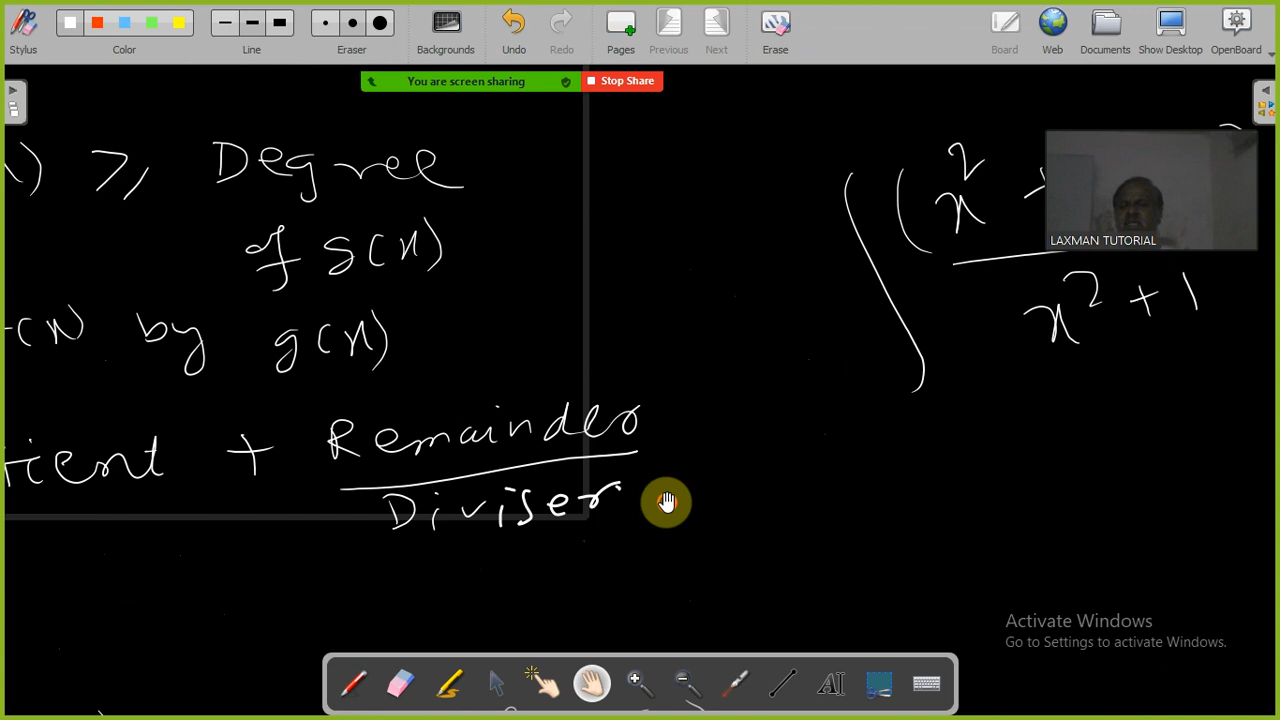 Stylus Color Line Eraser Backgrounds Undo Redo Pages Previous Next Erase Board Web Documents Show Desktop OpenBoard
You are screen sharing Stop Share
) ≥ Degree
of g(x)
(x) by g(x)
ient + Remainder
Diviser
∫ (x² +
x² + 1
LAXMAN TUTORIAL
Activate Windows
Go to Settings to activate Windows.